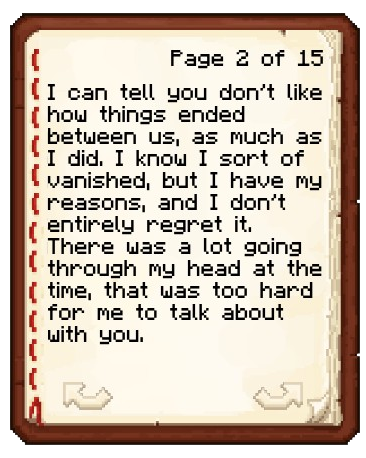 Page 2 of 15
I can tell you don't like
how things ended
between us, as much as
I did. I know I sort of
vanished, but I have my
reasons, and I don't
entirely regret it.
There was a lot going
through my head at the
time, that was too hard
for me to talk about
with you.